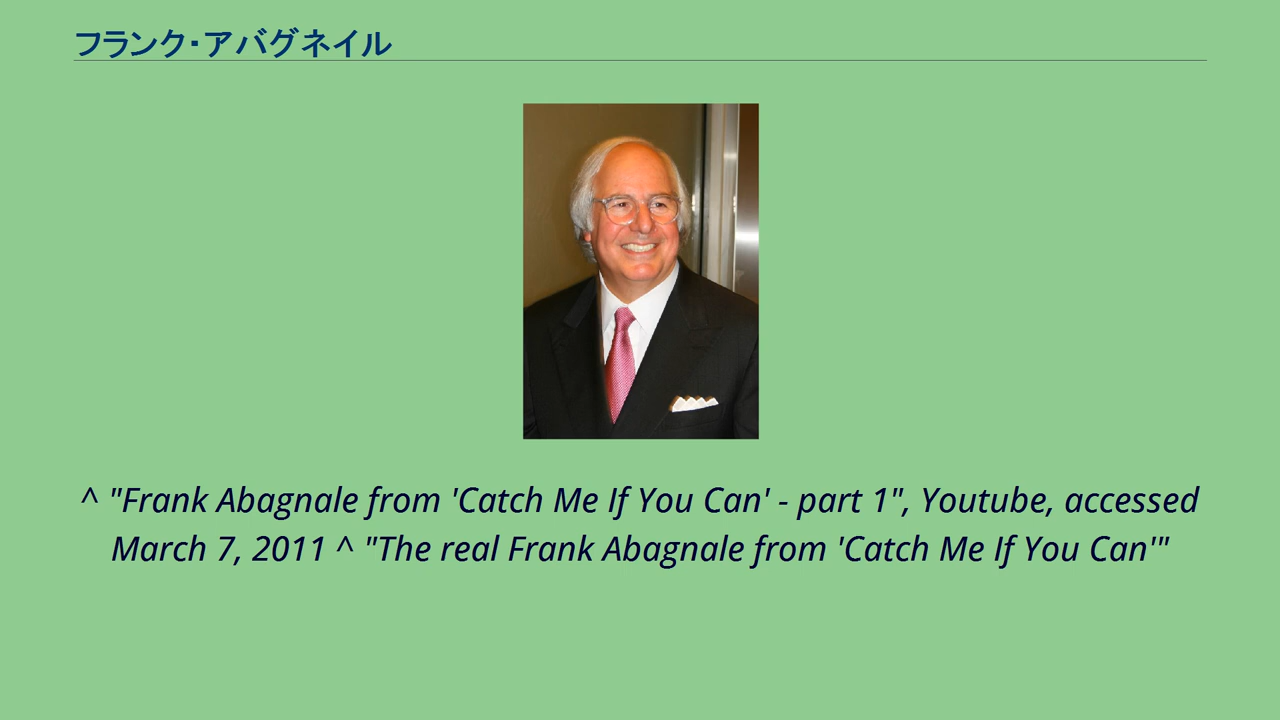 フランク・アバグネイル
^ "Frank Abagnale from 'Catch Me If You Can' - part 1", Youtube, accessed
March 7, 2011 ^ "The real Frank Abagnale from 'Catch Me If You Can'"